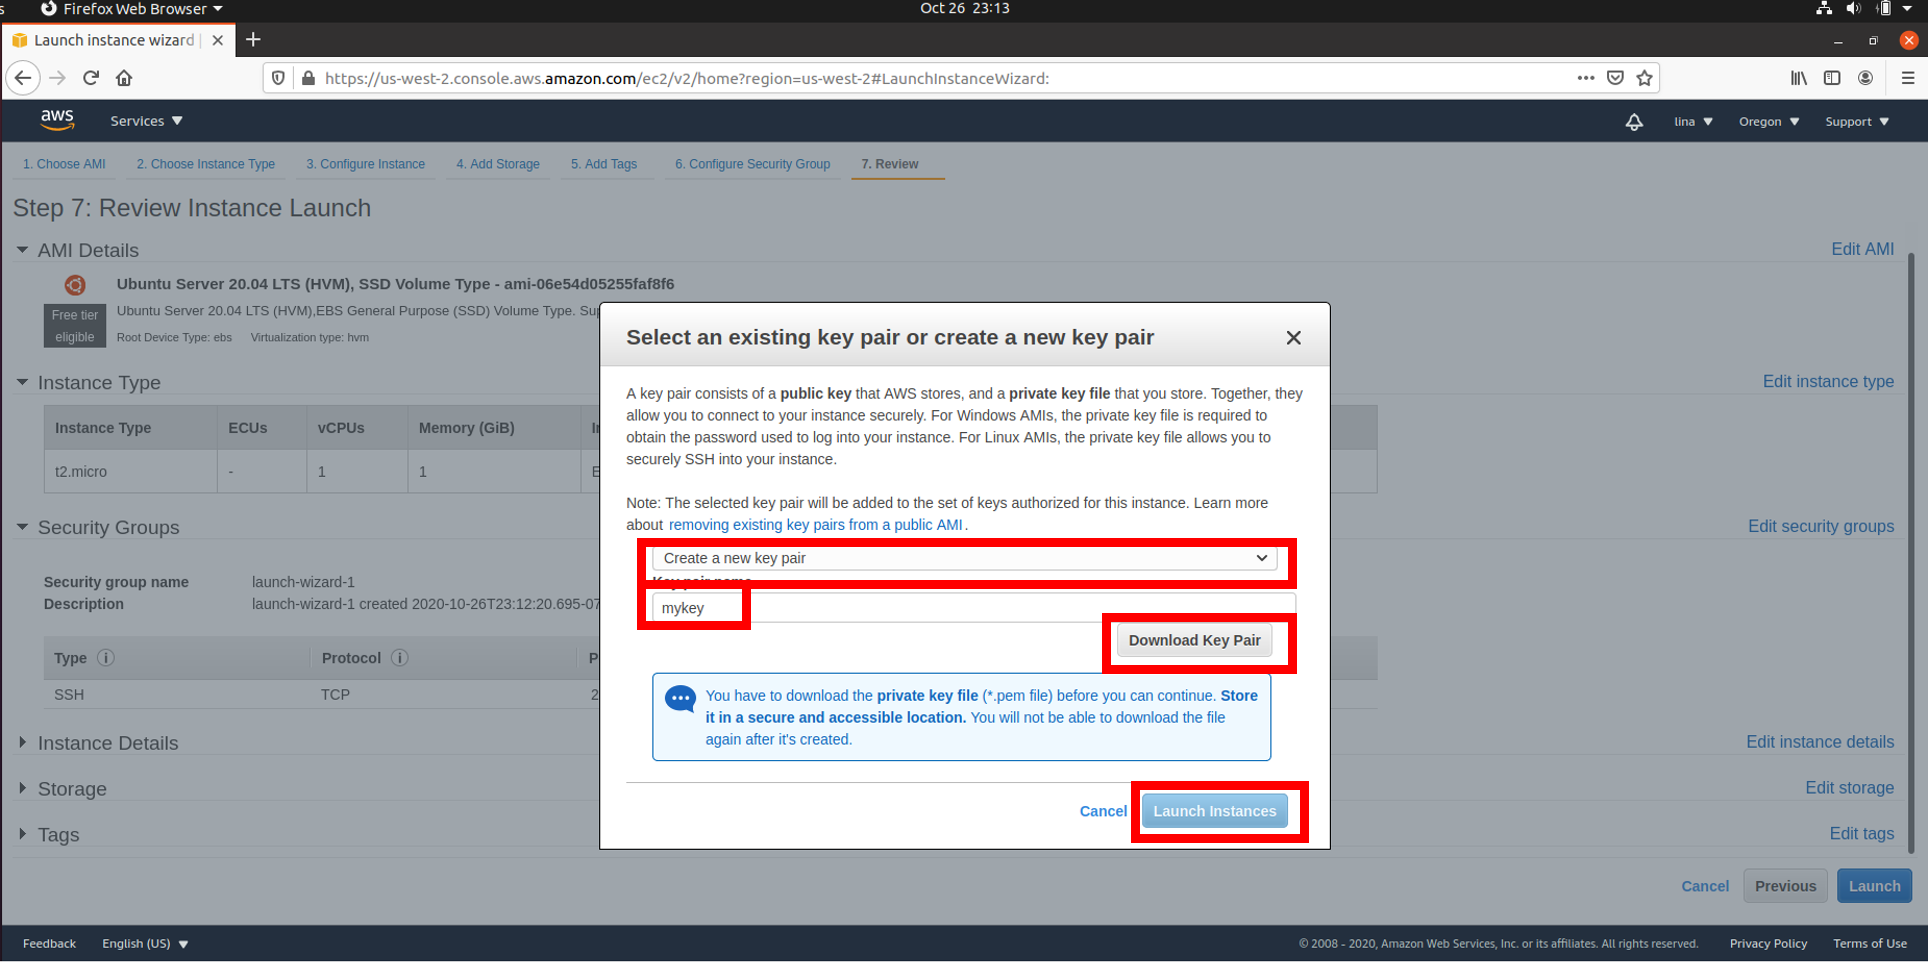 s Firefox Web Browser
Oct 26 23:13
Launch instance wizard
https://us-west-2.console.aws.amazon.com/ec2/v2/home?region=us-west-2#LaunchInstanceWizard:
aws Services
lina Oregon Support
1. Choose AMI 2. Choose Instance Type 3. Configure Instance 4. Add Storage 5. Add Tags 6. Configure Security Group 7. Review
Step 7: Review Instance Launch
AMI Details
Edit AMI
Ubuntu Server 20.04 LTS (HVM), SSD Volume Type - ami-06e54d05255faf8f6
Free tier
eligible
Ubuntu Server 20.04 LTS (HVM),EBS General Purpose (SSD) Volume Type. Su
Root Device Type: ebs Virtualization type: hvm
Instance Type
Edit instance type
Instance Type ECUs vCPUs Memory (GiB)
t2.micro - 1 1 E
Security Groups
Edit security groups
Security group name launch-wizard-1
Description launch-wizard-1 created 2020-10-26T23:12:20.695-07
Type Protocol P
SSH TCP 2
Instance Details
Edit instance details
Storage
Edit storage
Tags
Edit tags
Select an existing key pair or create a new key pair
A key pair consists of a public key that AWS stores, and a private key file that you store. Together, they
allow you to connect to your instance securely. For Windows AMIs, the private key file is required to
obtain the password used to log into your instance. For Linux AMIs, the private key file allows you to
securely SSH into your instance.
Note: The selected key pair will be added to the set of keys authorized for this instance. Learn more
about removing existing key pairs from a public AMI .
Create a new key pair
Key pair name
mykey
Download Key Pair
You have to download the private key file (*.pem file) before you can continue. Store
it in a secure and accessible location. You will not be able to download the file
again after it's created.
Cancel Launch Instances
Cancel Previous Launch
Feedback English (US)
© 2008 - 2020, Amazon Web Services, Inc. or its affiliates. All rights reserved. Privacy Policy Terms of Use